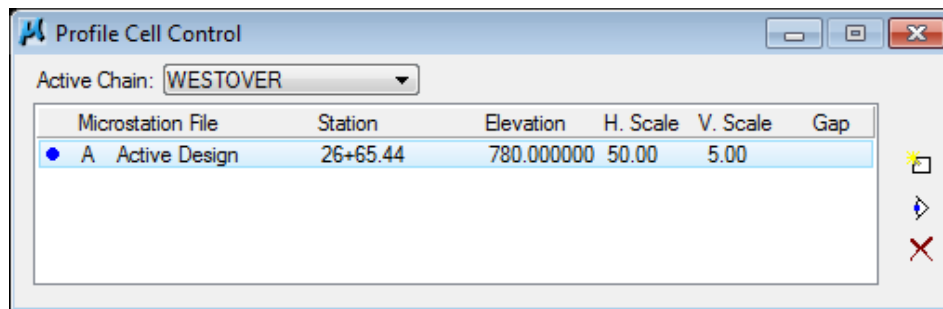 Profile Cell Control
Active Chain: WESTOVER
Microstation File Station Elevation H. Scale V. Scale Gap
A Active Design 26+65.44 780.000000 50.00 5.00